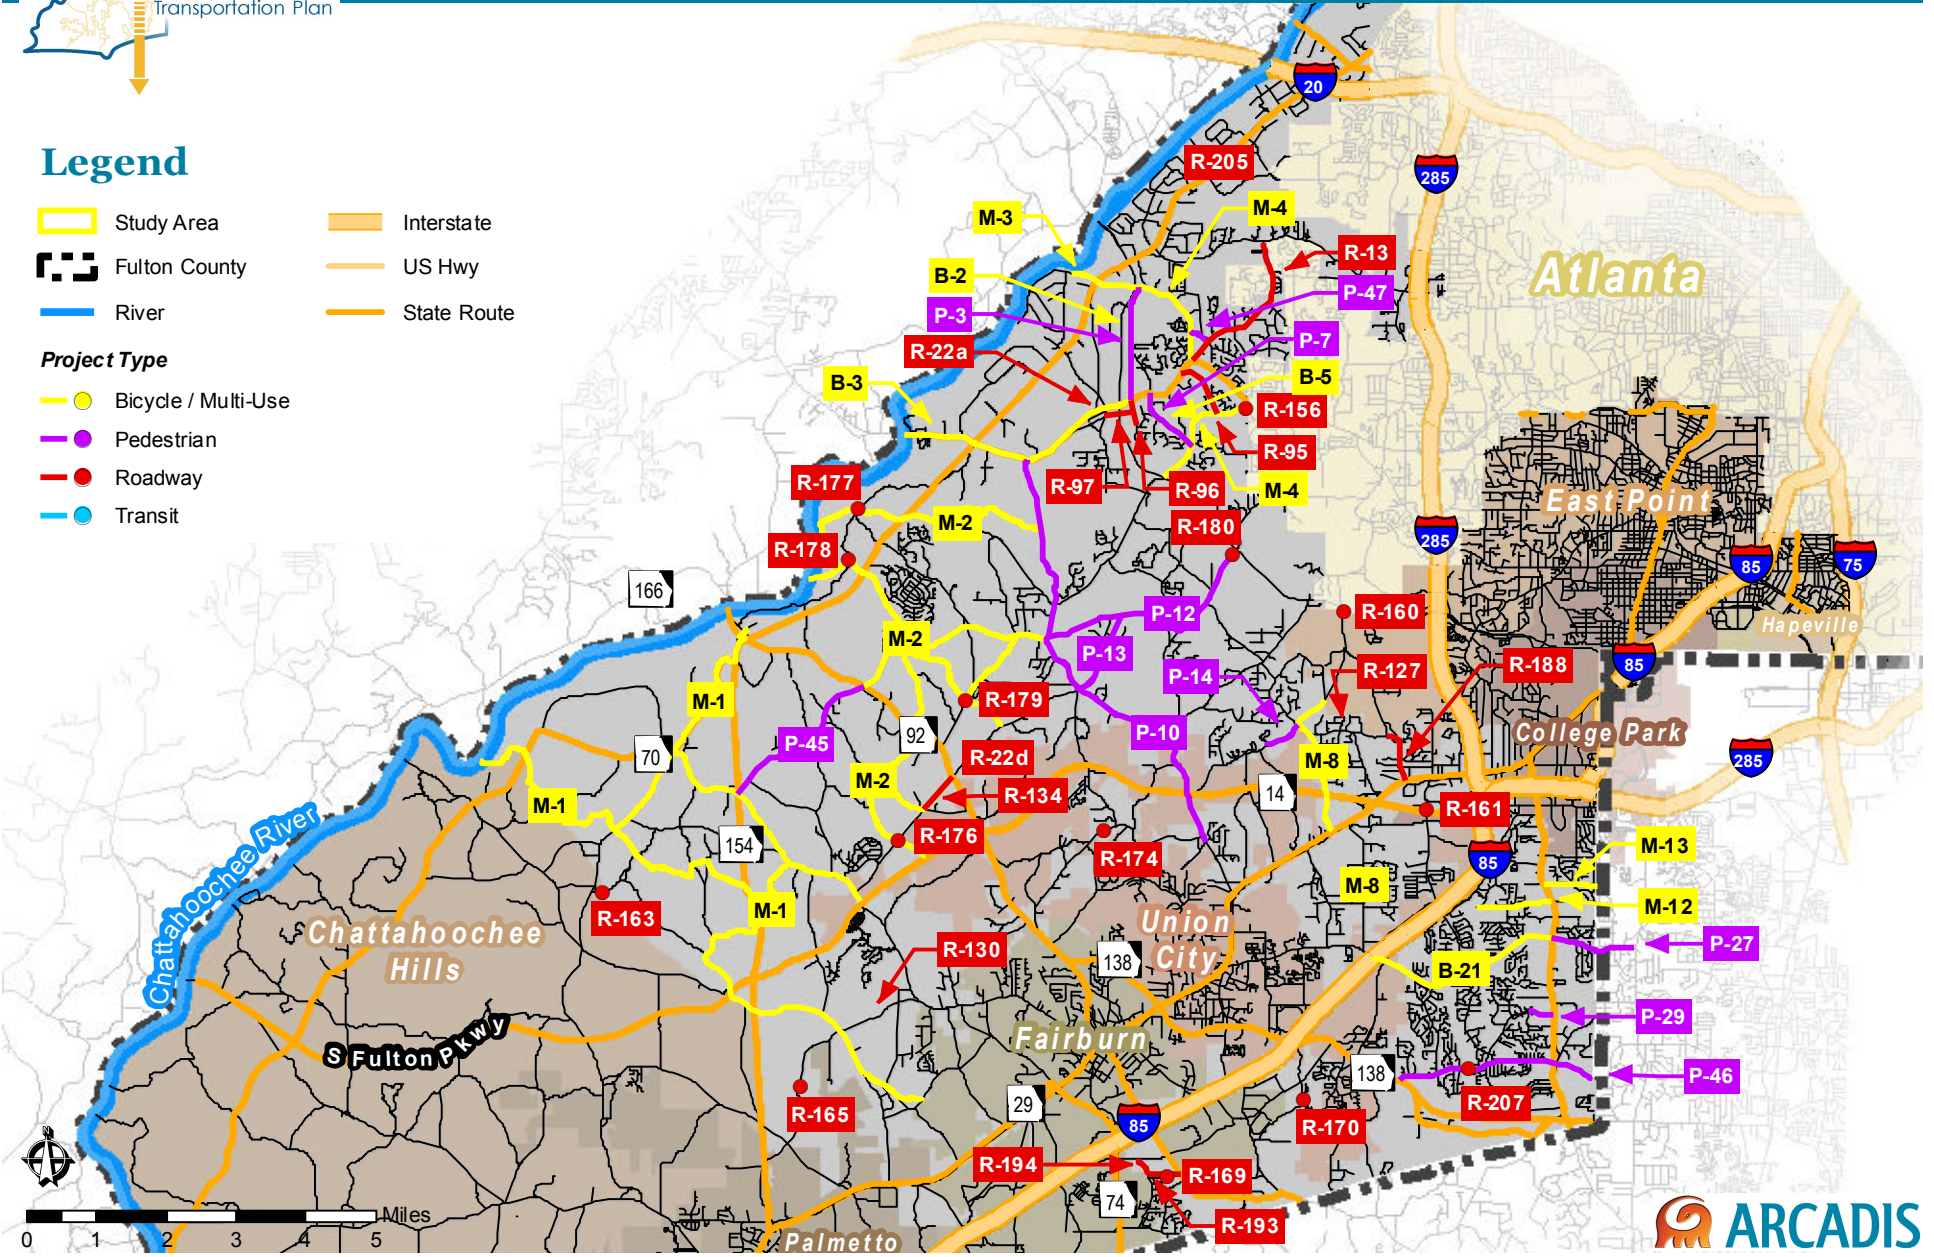 Transportation Plan
Legend
Study Area
Interstate
Fulton County
US Hwy
River
State Route
Project Type
Bicycle / Multi-Use
Pedestrian
Roadway
Transit
20
R-205
285
M-3
M-4
R-13
Atlanta
B-2
P-47
P-3
P-7
R-22a
B-5
B-3
R-156
R-95
R-177
R-97
R-96
M-4
East Point
M-2
R-180
R-178
285
85
75
166
R-160
P-12
M-2
Hapeville
P-13
85
R-127
R-188
P-14
M-1
R-179
College Park
92
P-10
P-45
70
R-22d
M-8
285
M-2
R-134
14
M-1
R-161
R-176
154
M-13
Chattahoochee River
R-174
85
M-8
M-1
M-12
R-163
Union
City
Chattahoochee
Hills
P-27
R-130
138
B-21
P-29
S Fulton Pkwy
Fairburn
138
P-46
29
R-207
R-165
85
R-170
R-194
R-169
74
R-193
Miles
0 1 2 3 4 5
Palmetto
ARCADIS